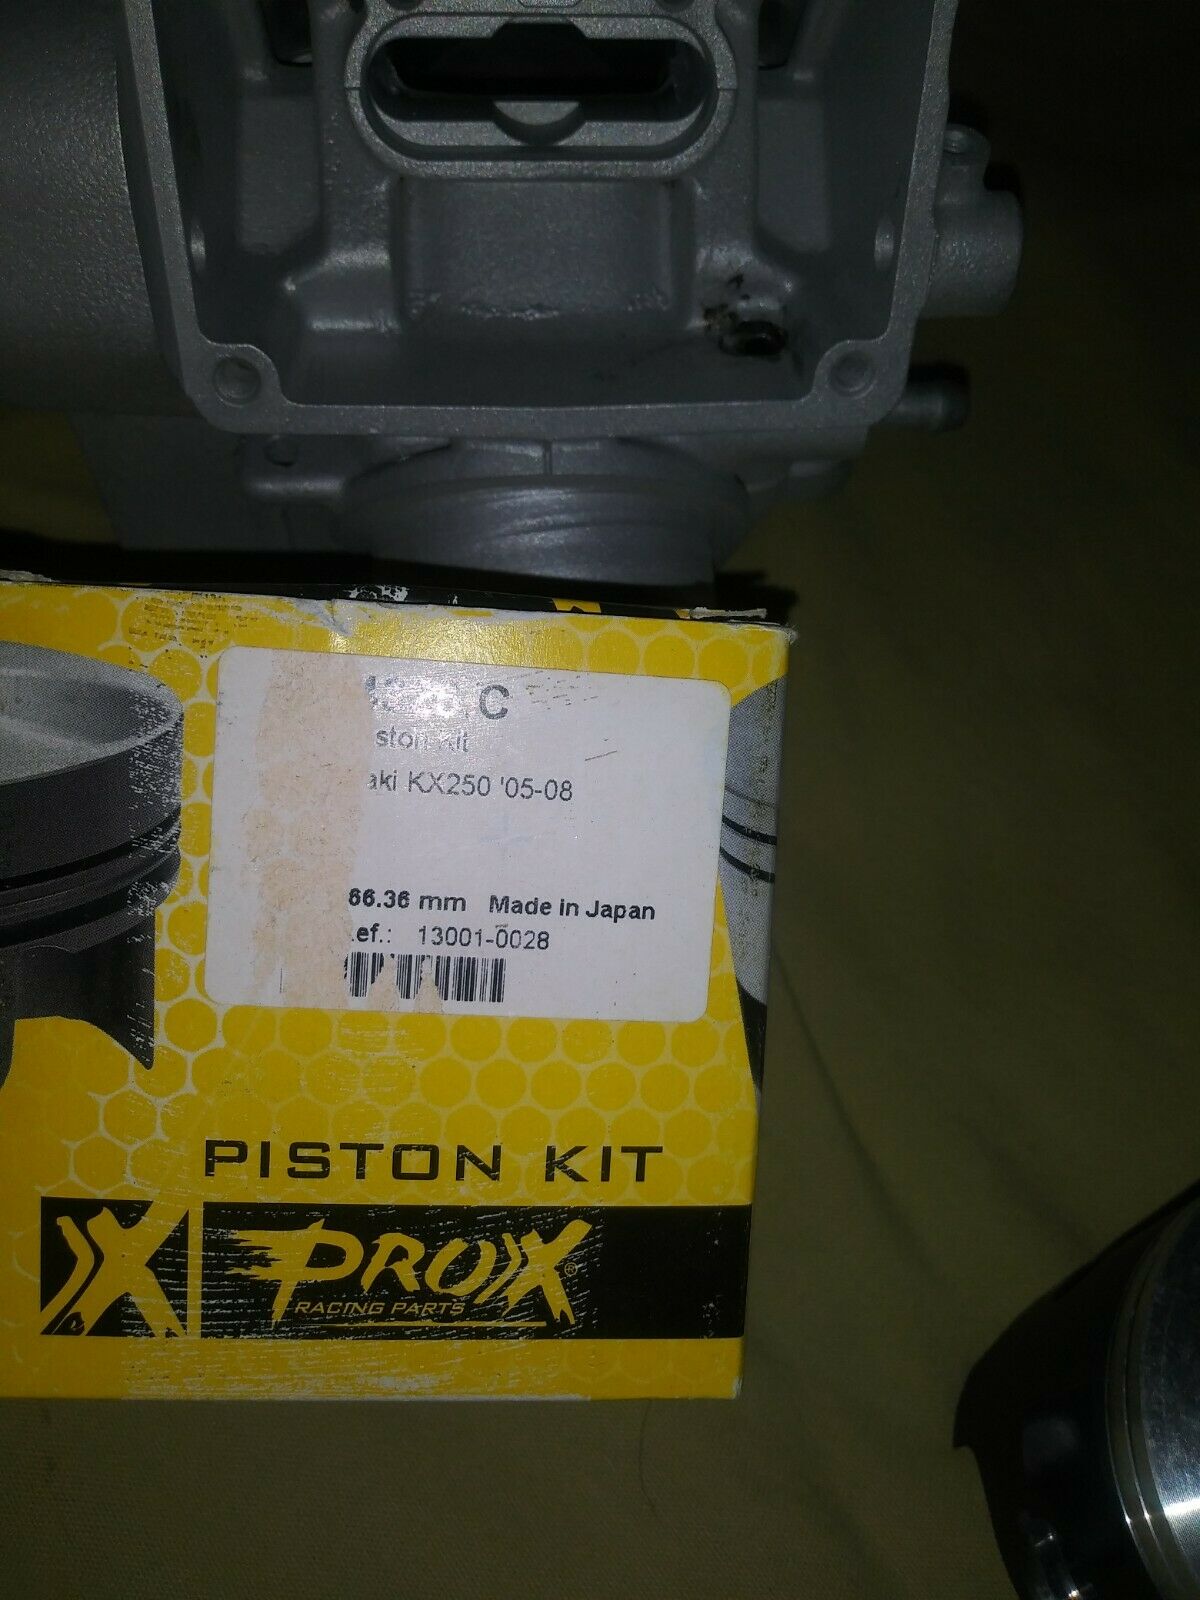 C
ston Kit
aki KX250 '05-08
66.36 mm Made in Japan
ef.: 13001-0028
PISTON KIT
X PROX®
RACING PARTS